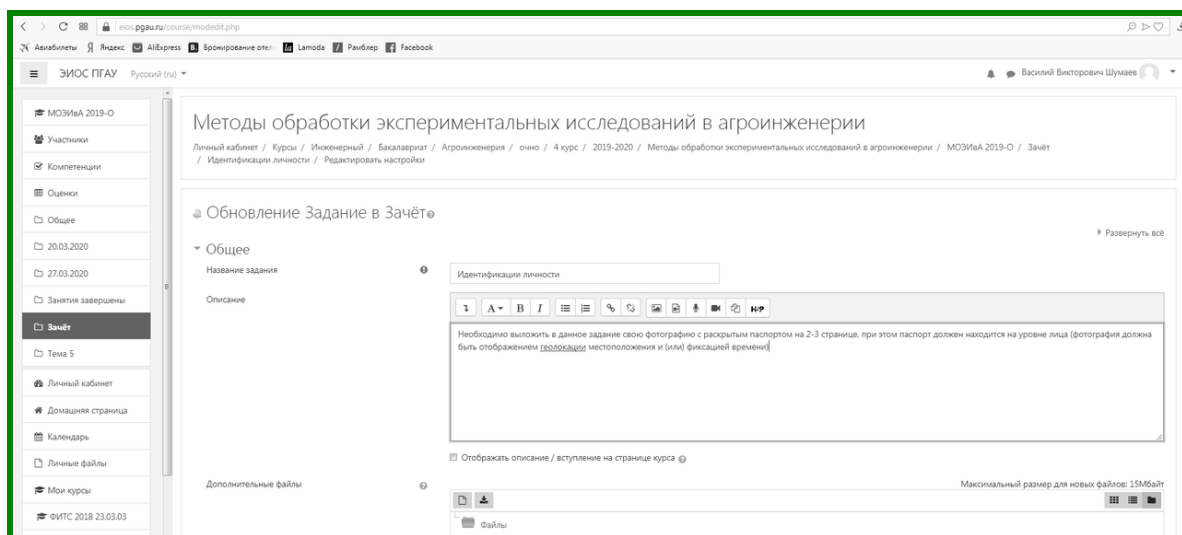 eios.pgau.ru/course/modedit.php
Авиабилеты Яндекс AliExpress Бронирование отел Lamoda Рамблер Facebook
ЭИОС ПГАУ Русский (ru) Василий Викторович Шумаев
МОЭИвА 2019-О
Участники
Компетенции
Оценки
Общее
20.03.2020
27.03.2020
Занятия завершены
Зачёт
Тема 5
Личный кабинет
Домашняя страница
Календарь
Личные файлы
Мои курсы
ФИТС 2018 23.03.03
Методы обработки экспериментальных исследований в агроинженерии
Личный кабинет / Курсы / Инженерный / Бакалавриат / Агроинженерия / очно / 4 курс / 2019-2020 / Методы обработки экспериментальных исследований в агроинженерии / МОЭИвА 2019-О / Зачёт
/ Идентификации личности / Редактировать настройки
Обновление Задание в Зачёт
Развернуть всё
Общее
Название задания Идентификации личности
Описание
A B I H-P
Необходимо выложить в данное задание свою фотографию с раскрытым паспортом на 2-3 странице, при этом паспорт должен находится на уровне лица (фотография должна
быть отображением геолокации местоположения и (или) фиксацией времени)
Отображать описание / вступление на странице курса
Дополнительные файлы Максимальный размер для новых файлов: 15Мбайт
Файлы